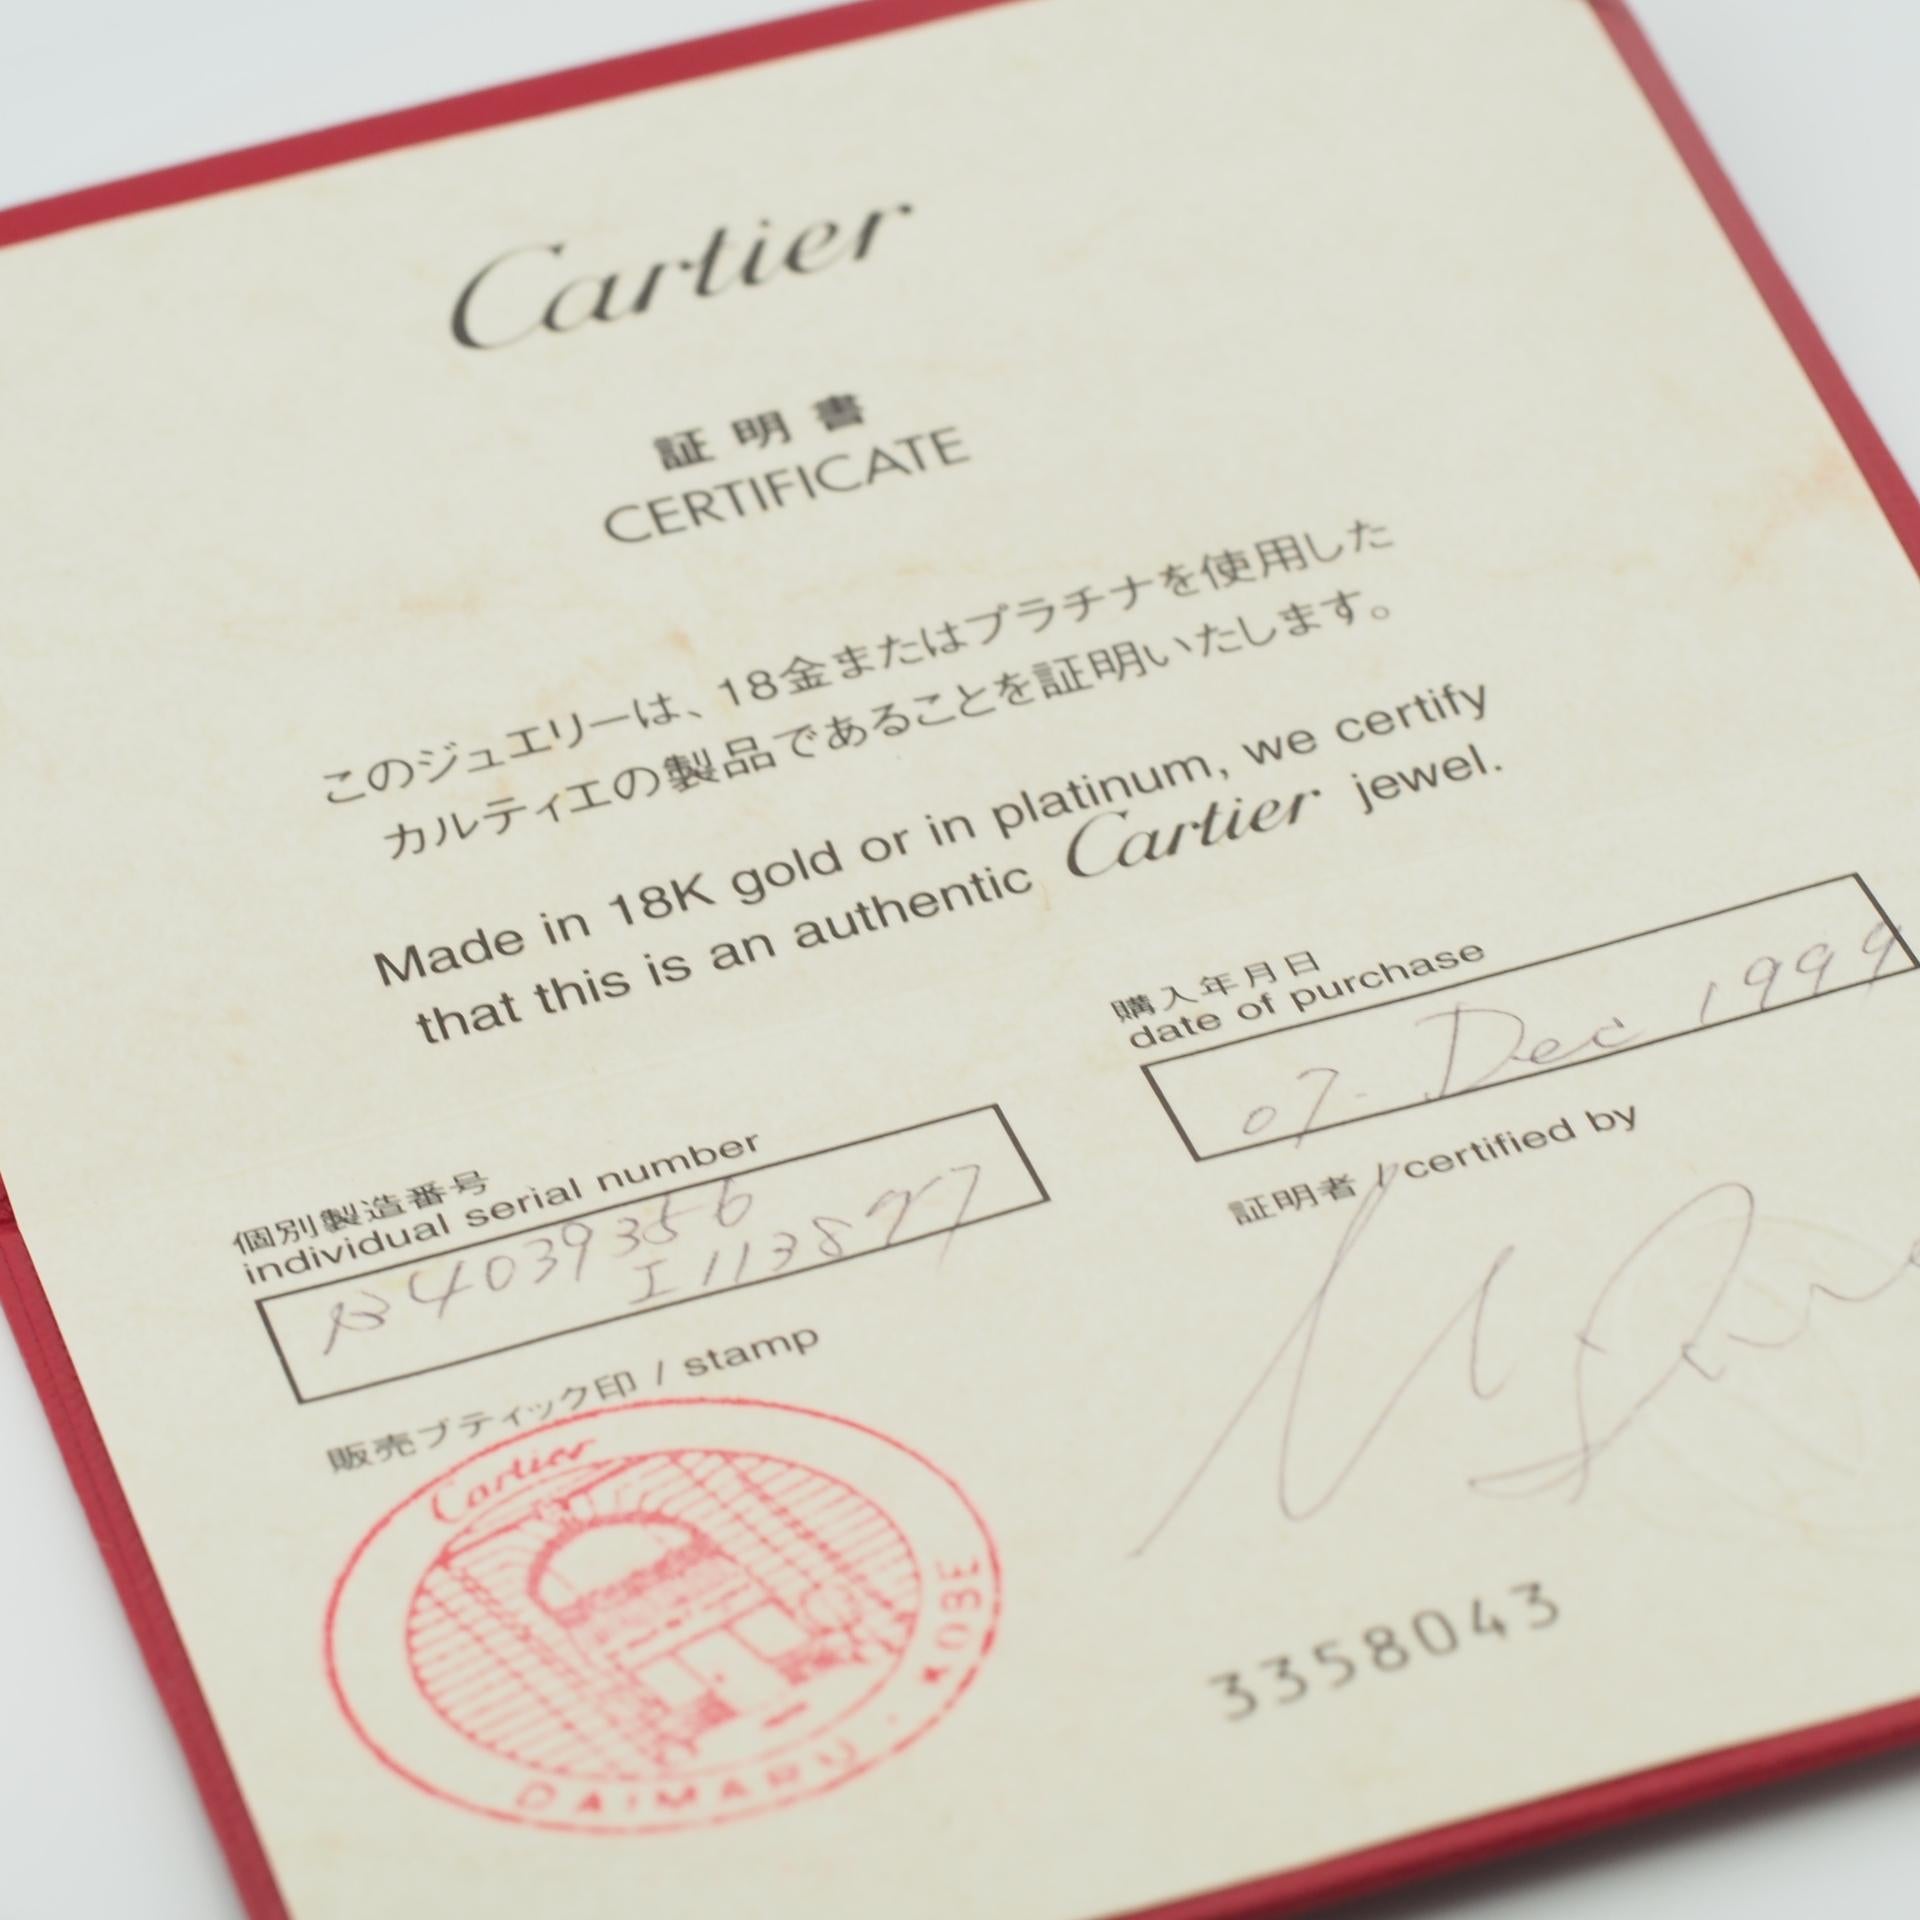 Cartier
証明書
CERTIFICATE
このジュエリーは、18金またはプラチナを使用した
カルティエの製品であることを証明いたします。
Made in 18K gold or in platinum, we certify
that this is an authentic Cartier jewel.
購入年月日
date of purchase
07. Dec 1999
個別製造番号
individual serial number
B4039356
I113897
証明者 / certified by
販売ブティック印 / stamp
Cartier
DAIMARU · KOBE
3358043